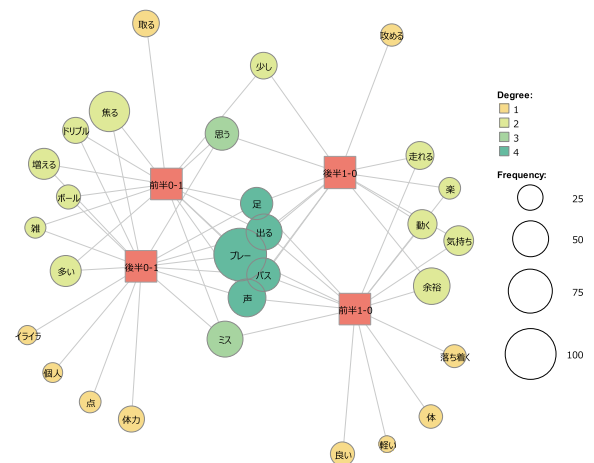 取る
攻める
少し
焦る
ドリブル
思う
走れる
増える
後半1-0
前半0-1
楽
ボール
足
雑
出る
動く
気持ち
プレー
後半0-1
多い
パス
余裕
声
前半1-0
イライラ
ミス
落ち着く
個人
点
体力
体
軽い
良い
Degree:
1
2
3
4
Frequency:
25
50
75
100